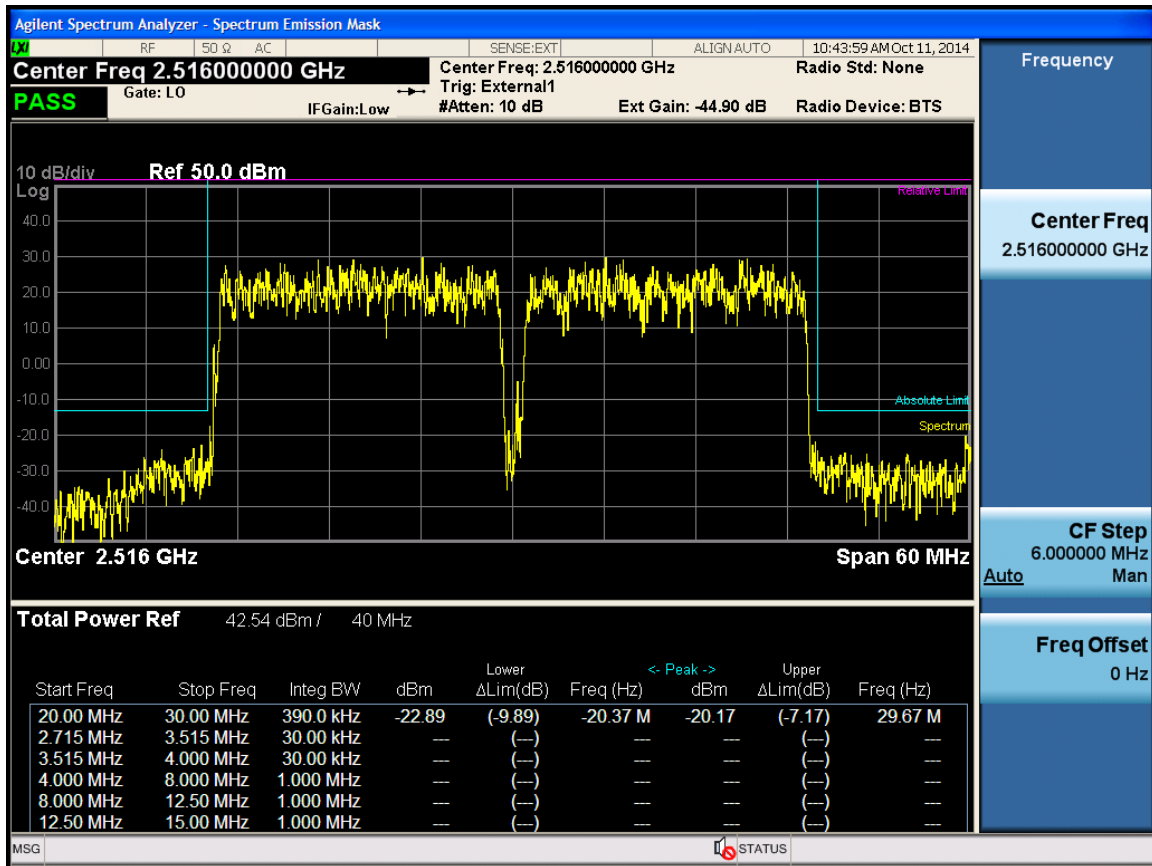 Agilent Spectrum Analyzer - Spectrum Emission Mask
LXI RF 50 Ω AC SENSE:EXT ALIGN AUTO 10:43:59 AM Oct 11, 2014
Center Freq 2.516000000 GHz Center Freq: 2.516000000 GHz Radio Std: None
PASS Gate: LO Trig: External1
IFGain:Low #Atten: 10 dB Ext Gain: -44.90 dB Radio Device: BTS
10 dB/div Ref 50.0 dBm
Log
Relative Limit
40.0
30.0
20.0
10.0
0.00
-10.0
Absolute Limit
Spectrum
-20.0
-30.0
-40.0
Center 2.516 GHz Span 60 MHz
Total Power Ref 42.54 dBm / 40 MHz
Lower <- Peak -> Upper
Start Freq Stop Freq Integ BW dBm ΔLim(dB) Freq (Hz) dBm ΔLim(dB) Freq (Hz)
20.00 MHz 30.00 MHz 390.0 kHz -22.89 (-9.89) -20.37 M -20.17 (-7.17) 29.67 M
2.715 MHz 3.515 MHz 30.00 kHz --- (---) --- --- (---) ---
3.515 MHz 4.000 MHz 30.00 kHz --- (---) --- --- (---) ---
4.000 MHz 8.000 MHz 1.000 MHz --- (---) --- --- (---) ---
8.000 MHz 12.50 MHz 1.000 MHz --- (---) --- --- (---) ---
12.50 MHz 15.00 MHz 1.000 MHz --- (---) --- --- (---) ---
MSG STATUS
Frequency
Center Freq
2.516000000 GHz
CF Step
6.000000 MHz
Auto Man
Freq Offset
0 Hz